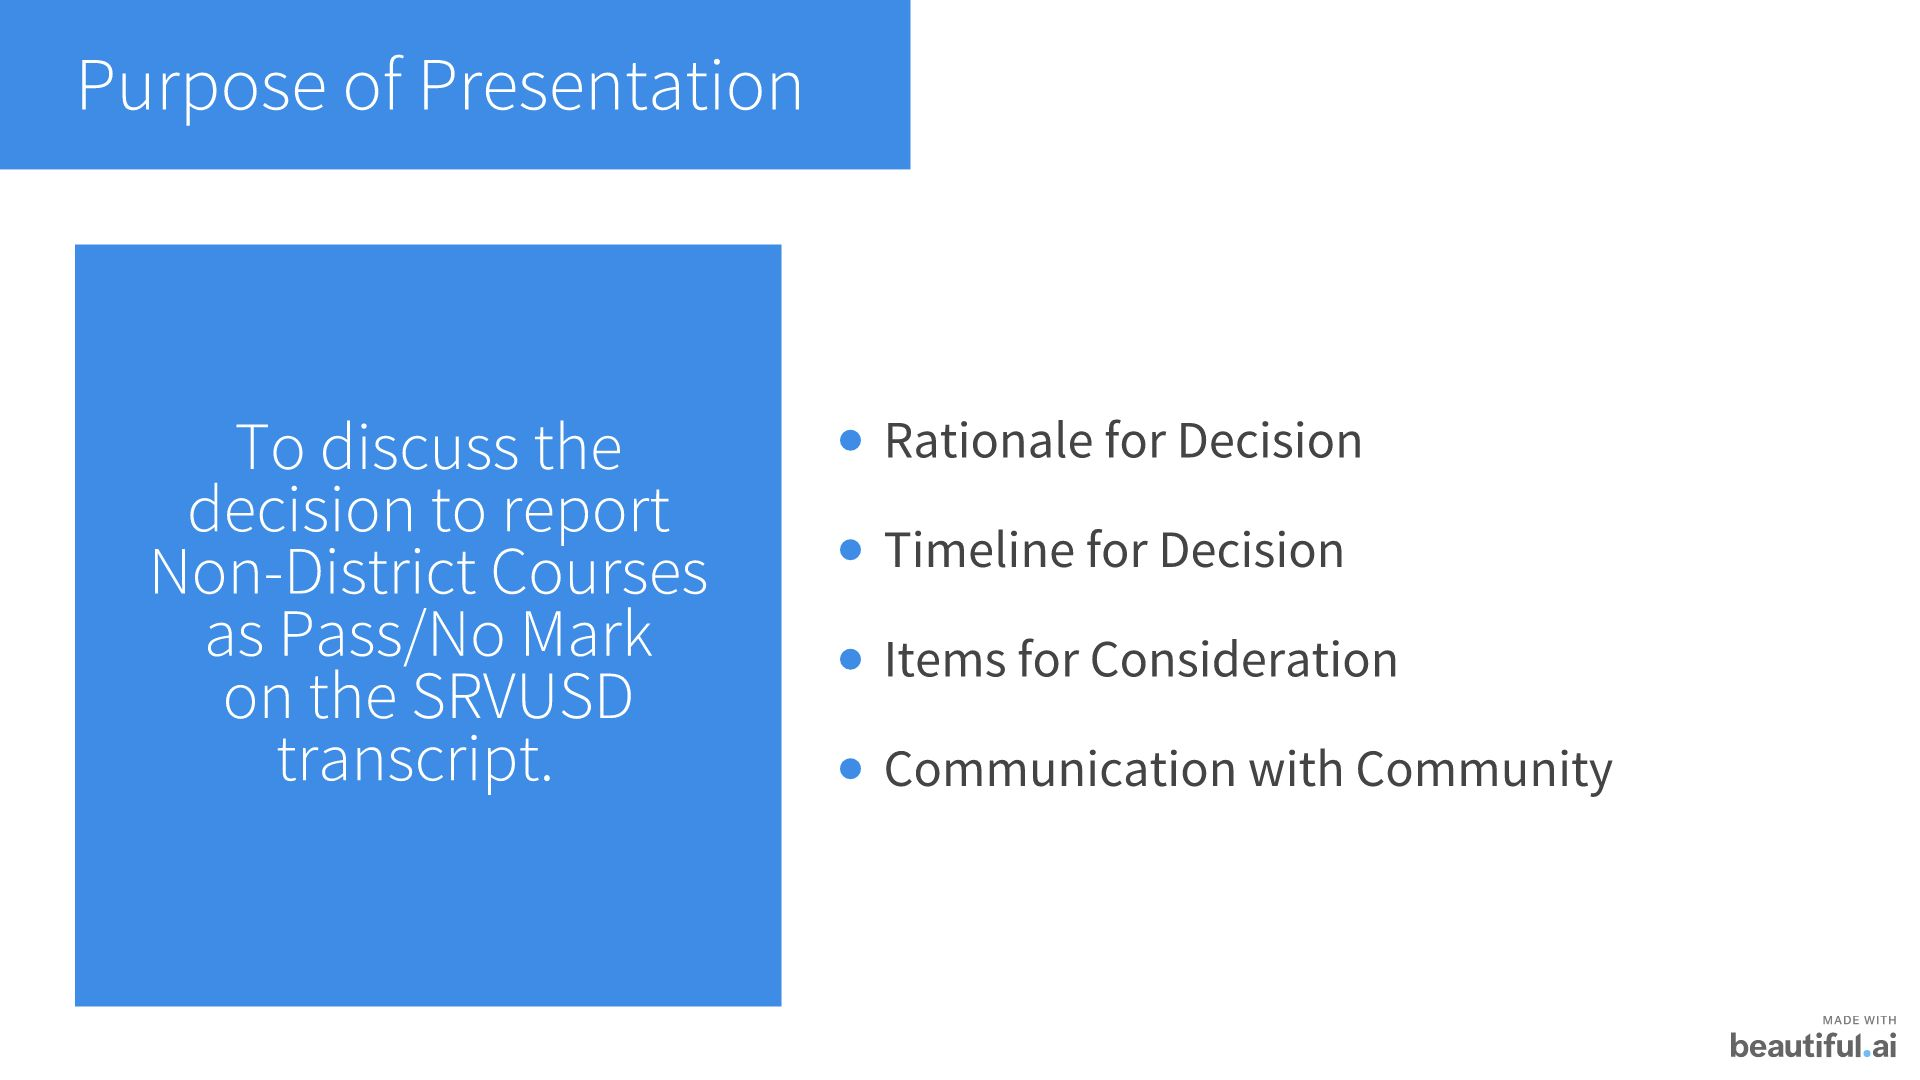 Purpose of Presentation
To discuss the
decision to report
Non-District Courses
as Pass/No Mark
on the SRVUSD
transcript.
Rationale for Decision
Timeline for Decision
Items for Consideration
Communication with Community
MADE WITH
beautiful.ai